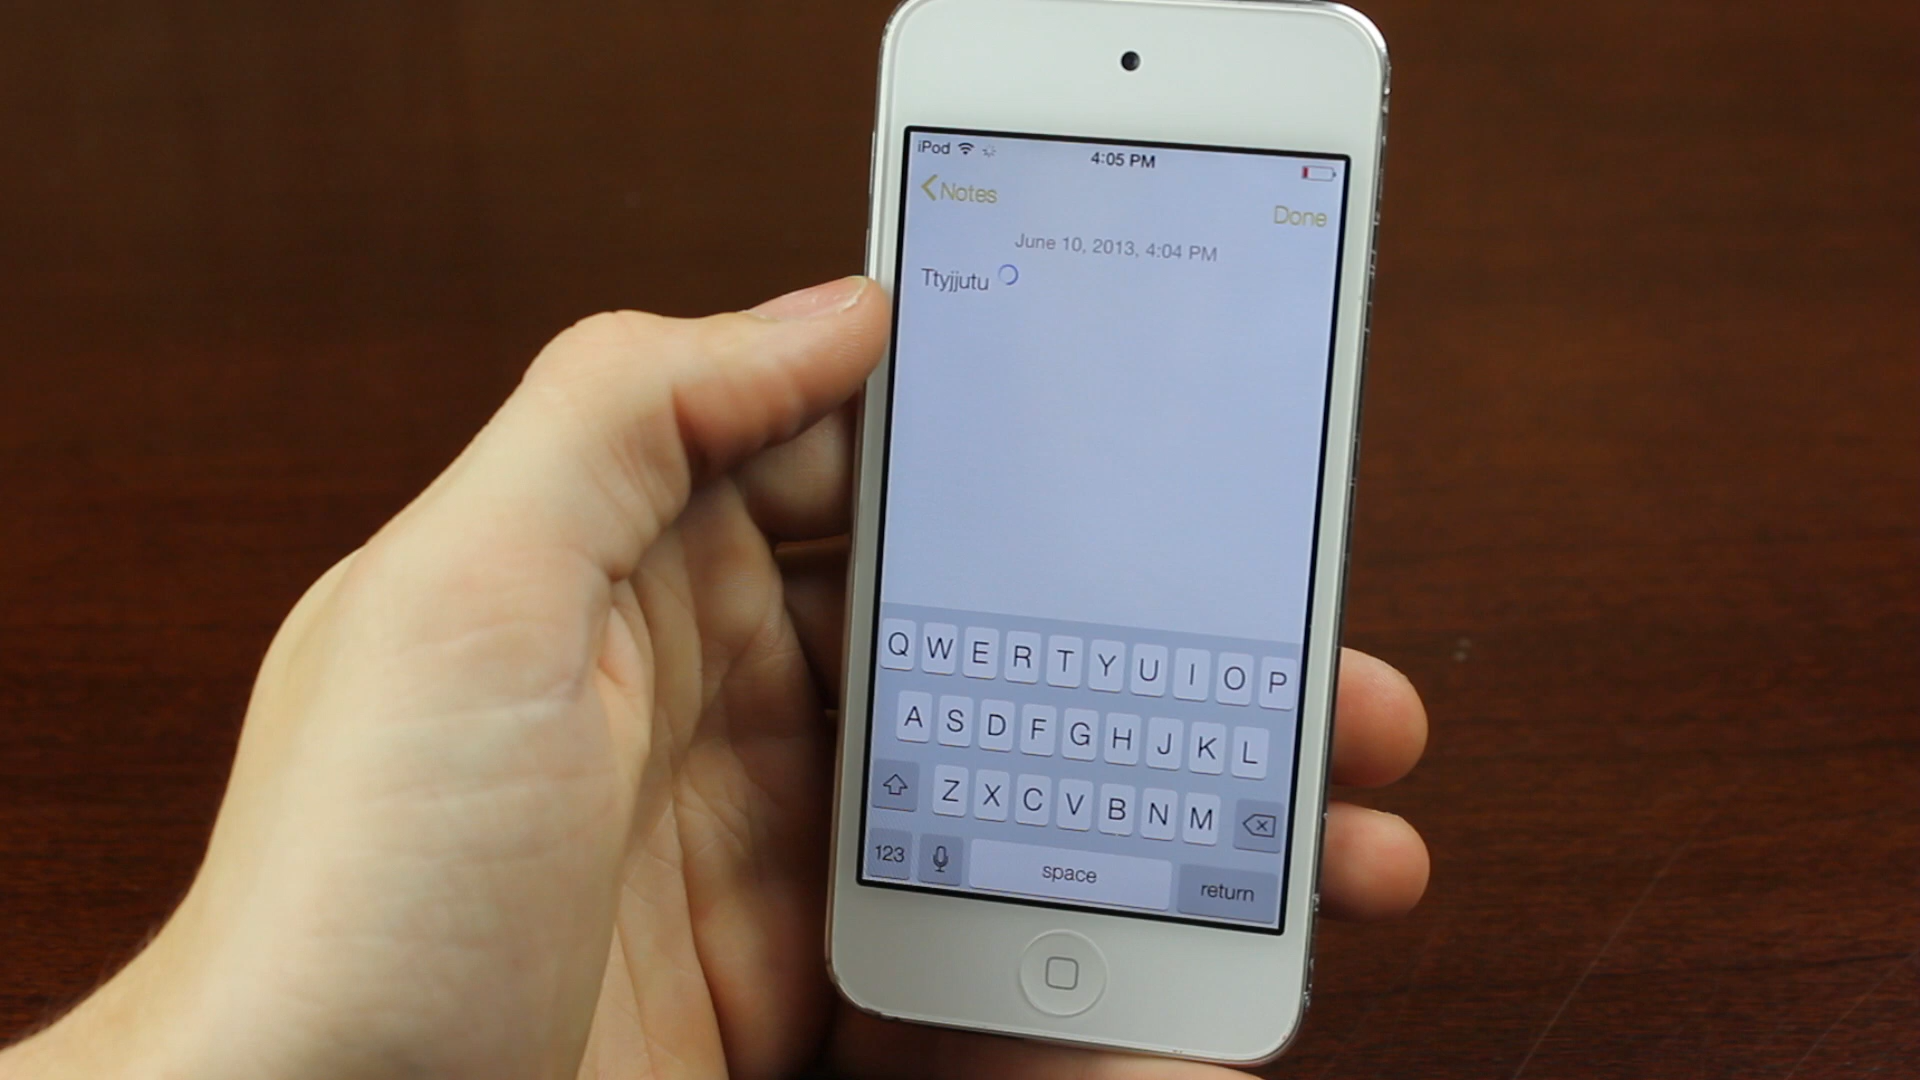 iPod 4:05 PM
Notes Done
June 10, 2013, 4:04 PM
Ttyjjutu
Q W E R T Y U I O P
A S D F G H J K L
Z X C V B N M
123 space return